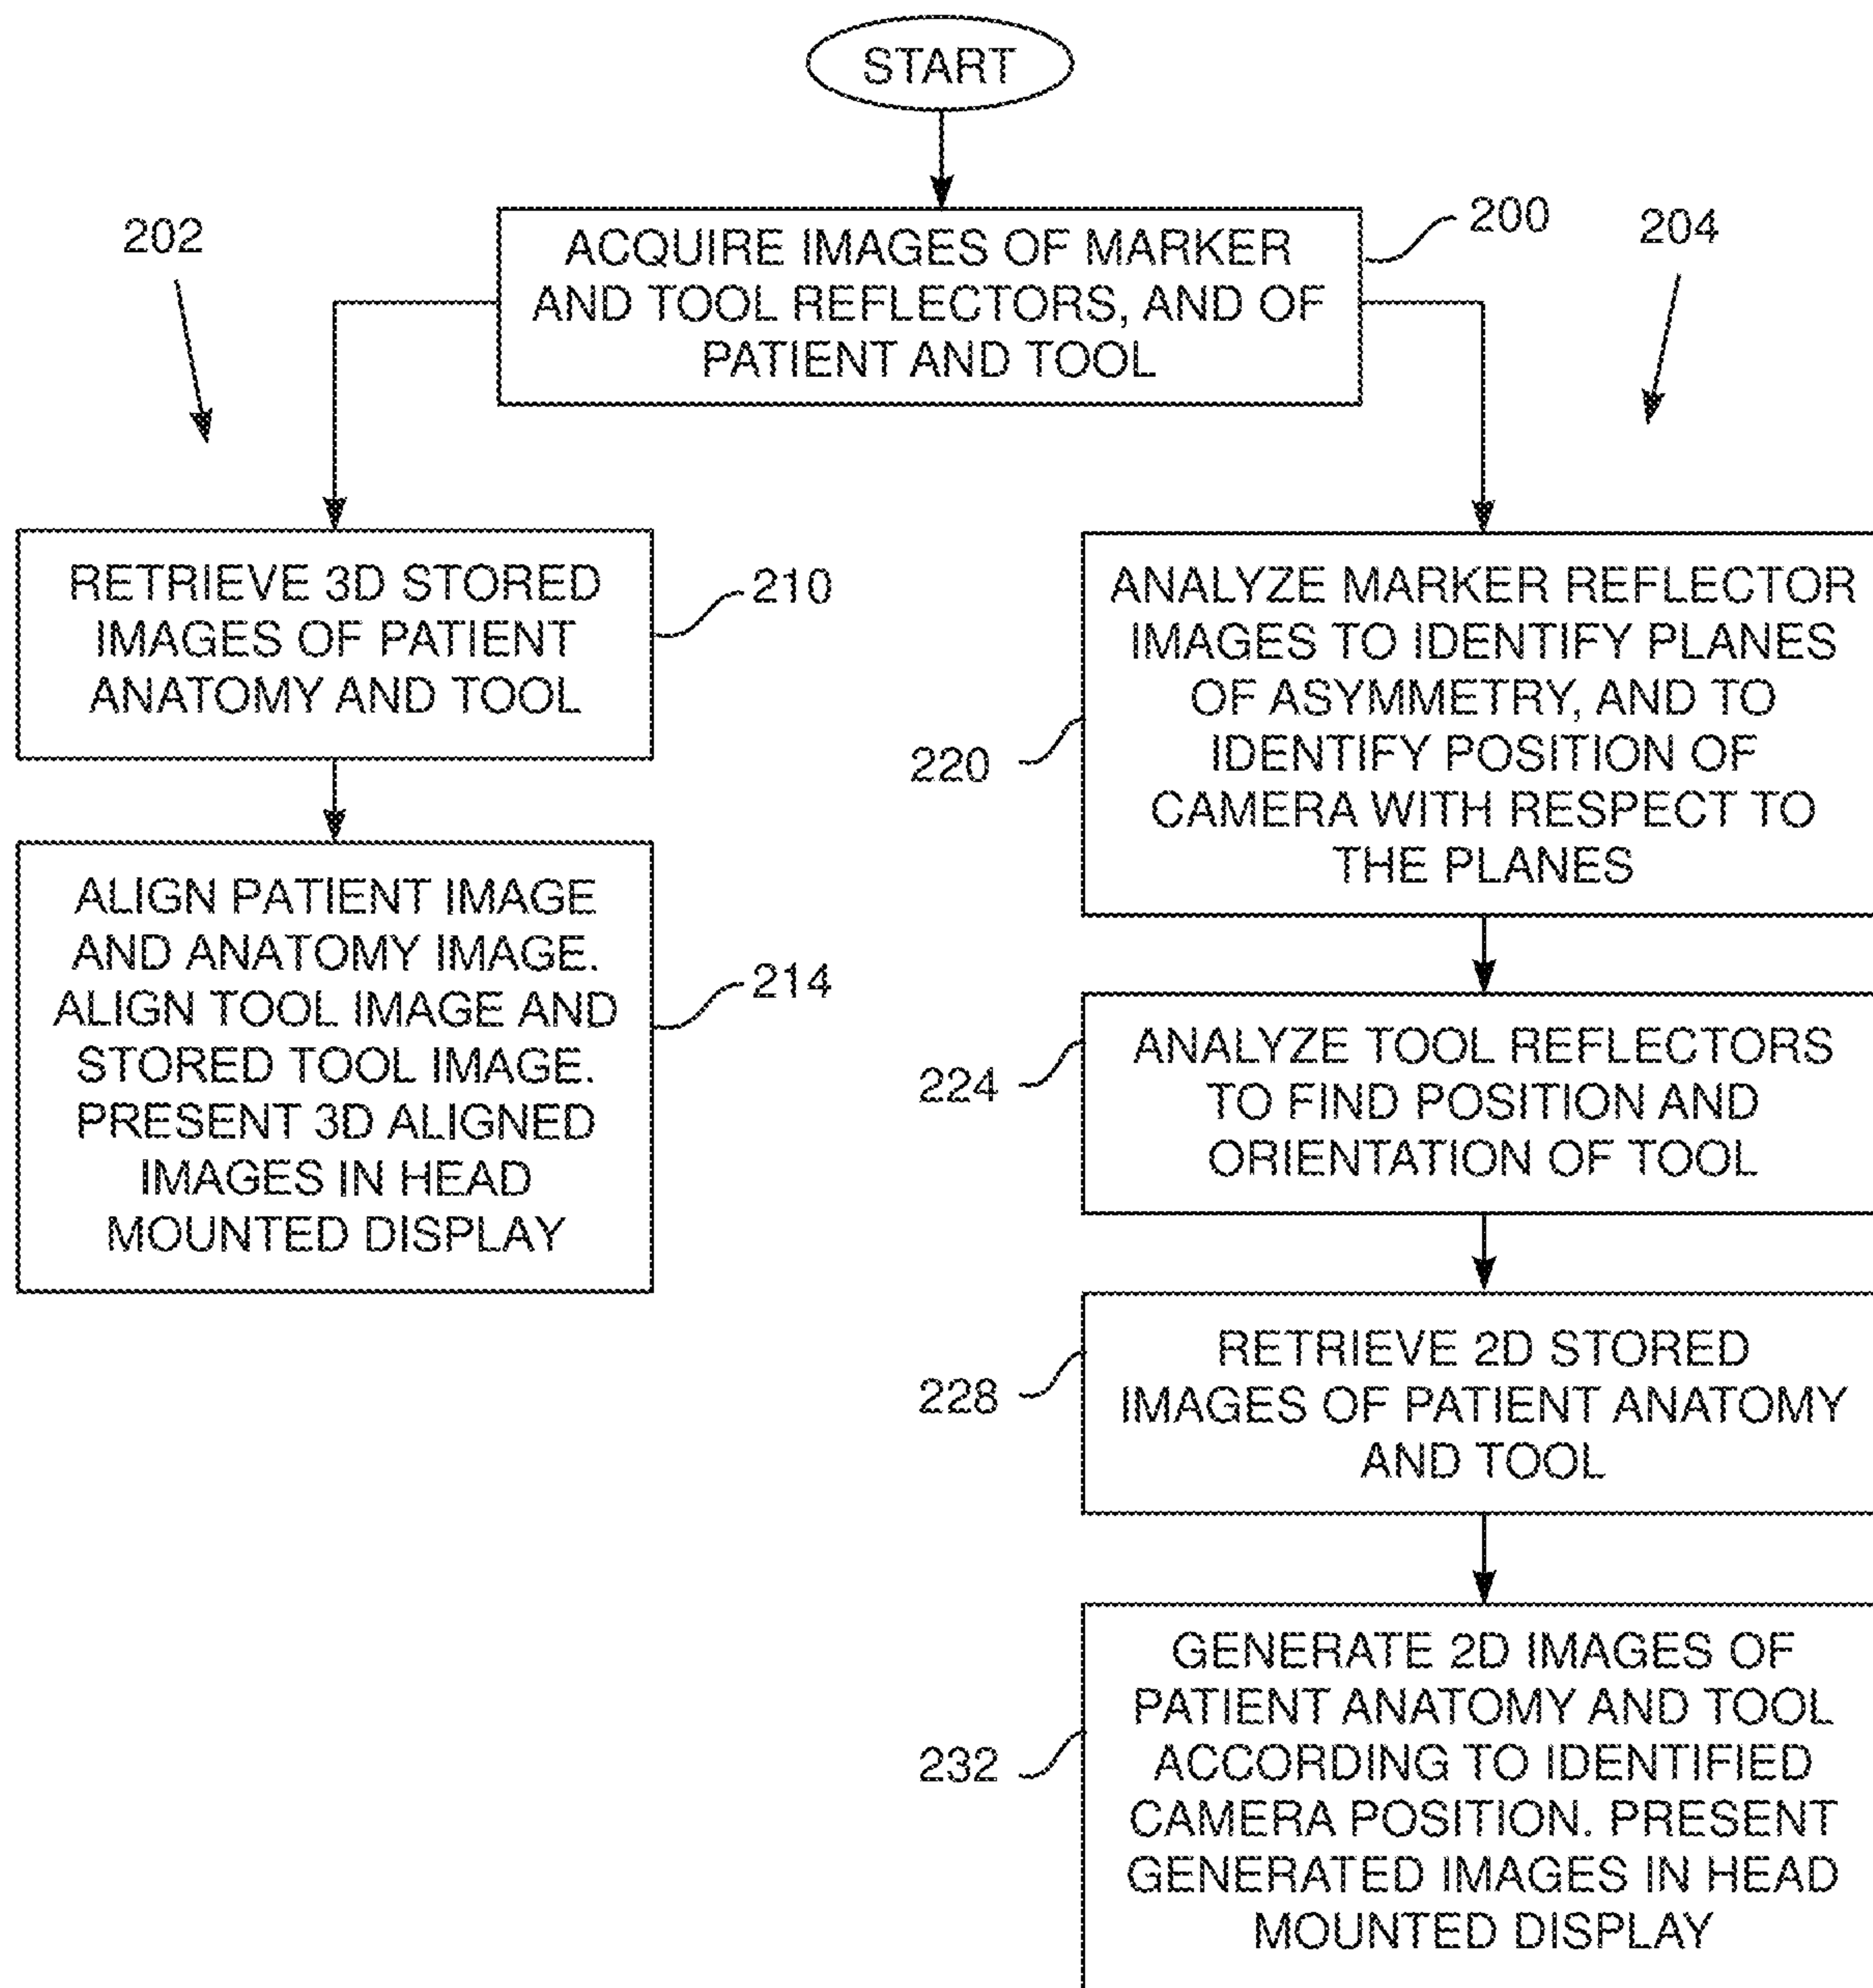 START
200
ACQUIRE IMAGES OF MARKER
AND TOOL REFLECTORS, AND OF
PATIENT AND TOOL
202
204
RETRIEVE 3D STORED
IMAGES OF PATIENT
ANATOMY AND TOOL
210
ALIGN PATIENT IMAGE
AND ANATOMY IMAGE.
ALIGN TOOL IMAGE AND
STORED TOOL IMAGE.
PRESENT 3D ALIGNED
IMAGES IN HEAD
MOUNTED DISPLAY
214
ANALYZE MARKER REFLECTOR
IMAGES TO IDENTIFY PLANES
OF ASYMMETRY, AND TO
IDENTIFY POSITION OF
CAMERA WITH RESPECT TO
THE PLANES
220
ANALYZE TOOL REFLECTORS
TO FIND POSITION AND
ORIENTATION OF TOOL
224
RETRIEVE 2D STORED
IMAGES OF PATIENT ANATOMY
AND TOOL
228
GENERATE 2D IMAGES OF
PATIENT ANATOMY AND TOOL
ACCORDING TO IDENTIFIED
CAMERA POSITION. PRESENT
GENERATED IMAGES IN HEAD
MOUNTED DISPLAY
232